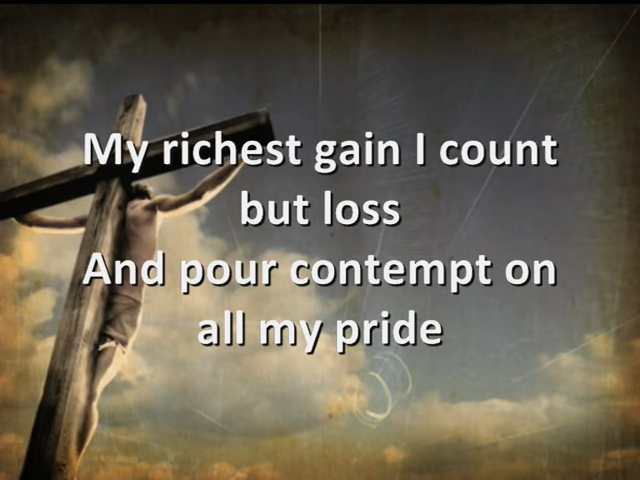 My richest gain I count
but loss
And pour contempt on
all my pride